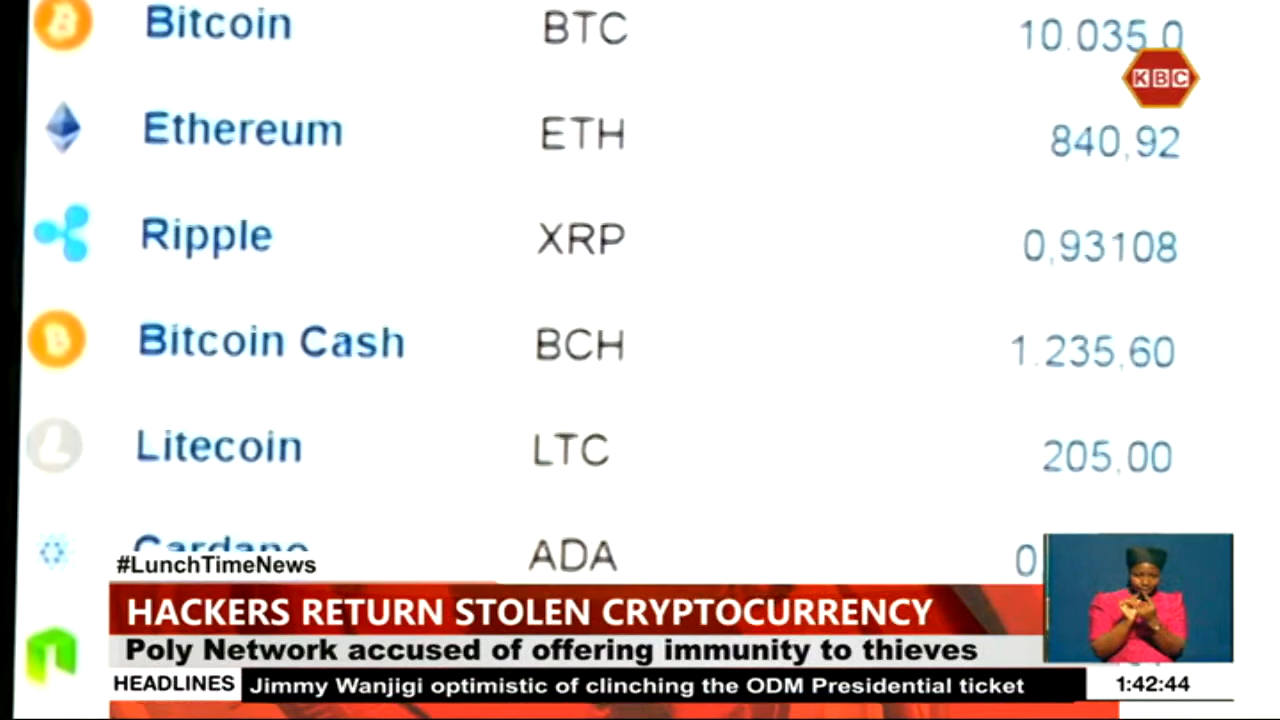 Bitcoin BTC 10.035,0
KBC
Ethereum ETH 840,92
Ripple XRP 0,93108
Bitcoin Cash BCH 1.235,60
Litecoin LTC 205,00
Cardano ADA 0
#LunchTimeNews
HACKERS RETURN STOLEN CRYPTOCURRENCY
Poly Network accused of offering immunity to thieves
HEADLINES Jimmy Wanjigi optimistic of clinching the ODM Presidential ticket 1:42:44